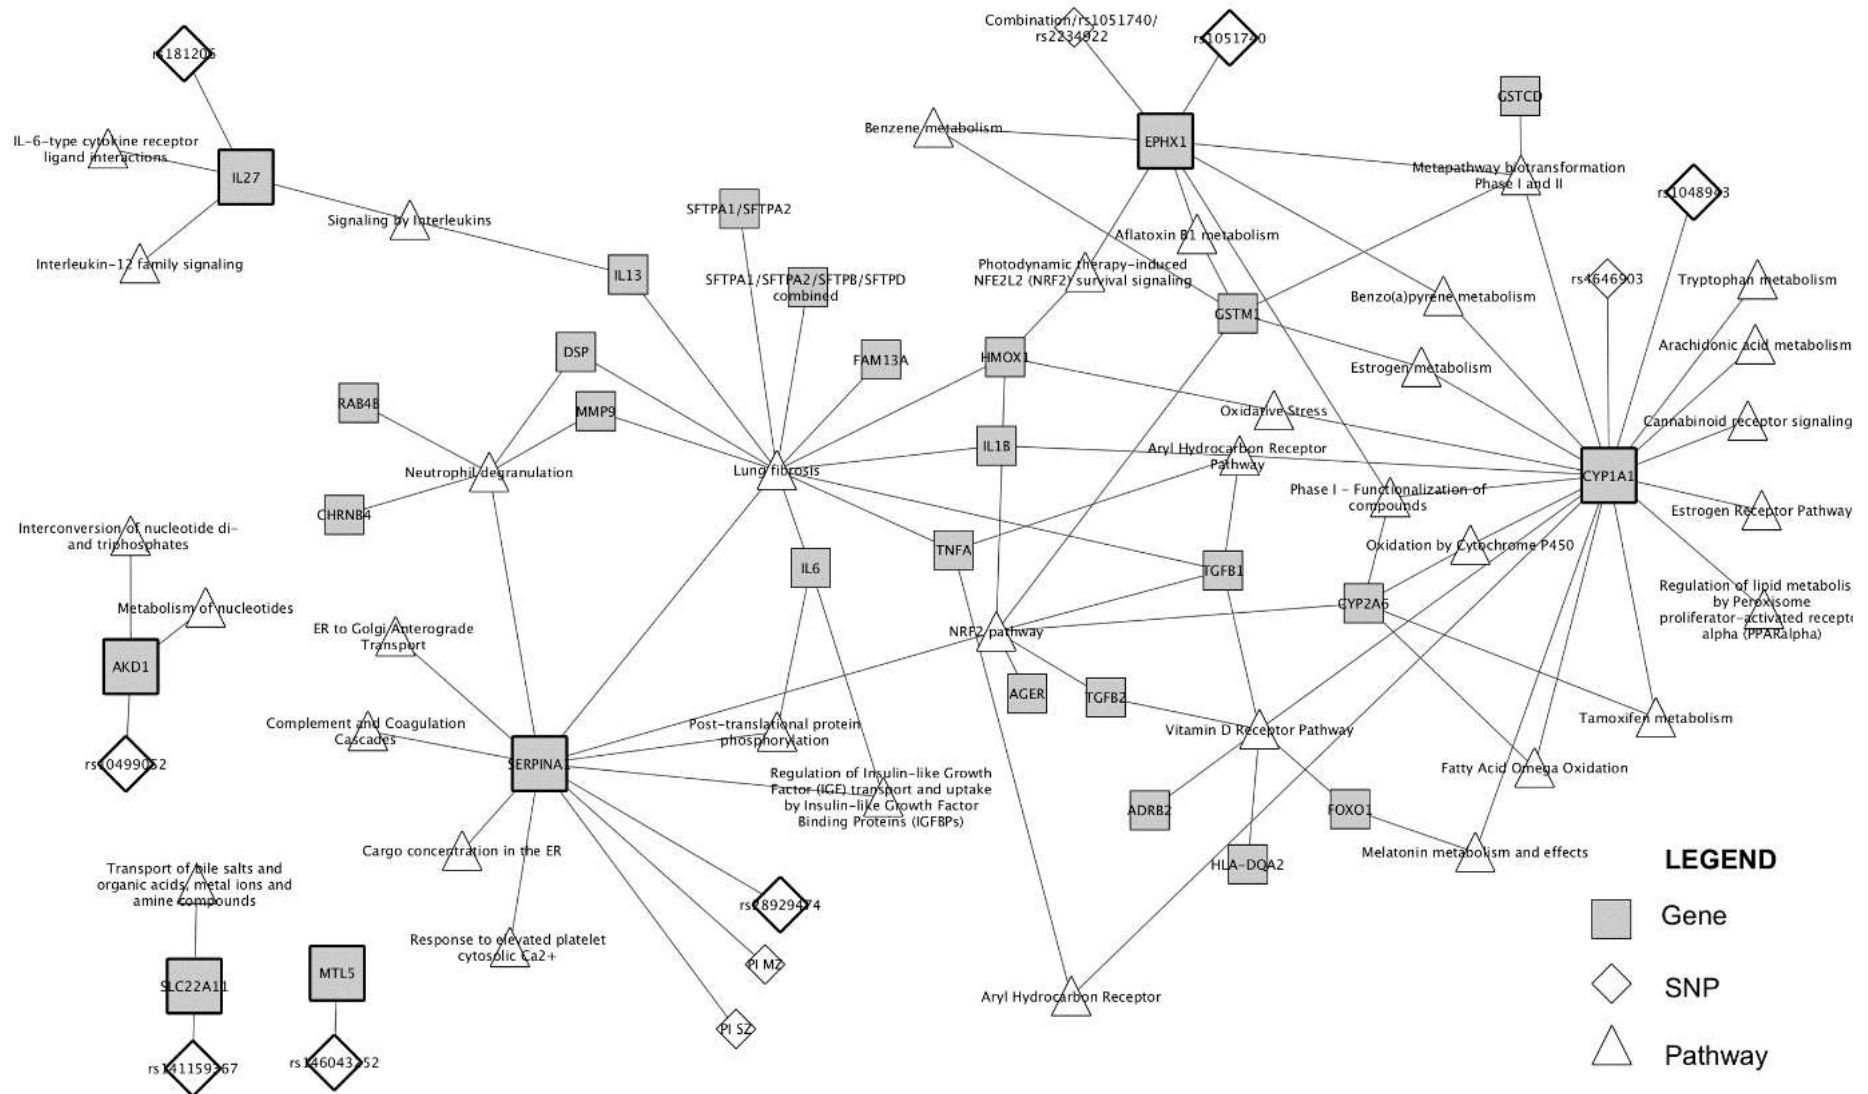 Combination/rs1051740/
rs2234922
rs1051740
rs181206
GSTCD
Benzene metabolism
EPHX1
IL-6-type cytokine receptor
ligand interactions
IL27
Metapathway biotransformation
Phase I and II
rs1048943
SFTPA1/SFTPA2
Signaling by Interleukins
Aflatoxin B1 metabolism
Interleukin-12 family signaling
IL13
SFTPA1/SFTPA2/SFTPB/SFTPD
combined
Photodynamic therapy-induced
NFE2L2 (NRF2) survival signaling
rs4646903
Tryptophan metabolism
Benzo(a)pyrene metabolism
GSTM1
DSP
FAM13A
HMOX1
Arachidonic acid metabolism
Estrogen metabolism
RAB4B
MMP9
Oxidative Stress
Cannabinoid receptor signaling
IL1B
Aryl Hydrocarbon Receptor
Pathway
Neutrophil degranulation
Lung fibrosis
CYP1A1
Phase I - Functionalization of
compounds
CHRNB4
Estrogen Receptor Pathway
Interconversion of nucleotide di-
and triphosphates
Oxidation by Cytochrome P450
TNFA
IL6
TGFB1
Regulation of lipid metabolis
by Peroxisome
proliferator-activated recepto
alpha (PPARalpha)
Metabolism of nucleotides
CYP2A6
ER to Golgi Anterograde
Transport
NRF2 pathway
AKD1
AGER
TGFB2
Complement and Coagulation
Cascades
Post-translational protein
phosphorylation
Vitamin D Receptor Pathway
Tamoxifen metabolism
rs10499052
SERPINA1
Regulation of Insulin-like Growth
Factor (IGF) transport and uptake
by Insulin-like Growth Factor
Binding Proteins (IGFBPs)
Fatty Acid Omega Oxidation
ADRB2
FOXO1
Cargo concentration in the ER
HLA-DQA2
Melatonin metabolism and effects
LEGEND
Transport of bile salts and
organic acids, metal ions and
amine compounds
rs28929474
Gene
Response to elevated platelet
cytosolic Ca2+
PI MZ
MTL5
SLC22A11
SNP
Aryl Hydrocarbon Receptor
PI SZ
Pathway
rs141159367
rs146043252